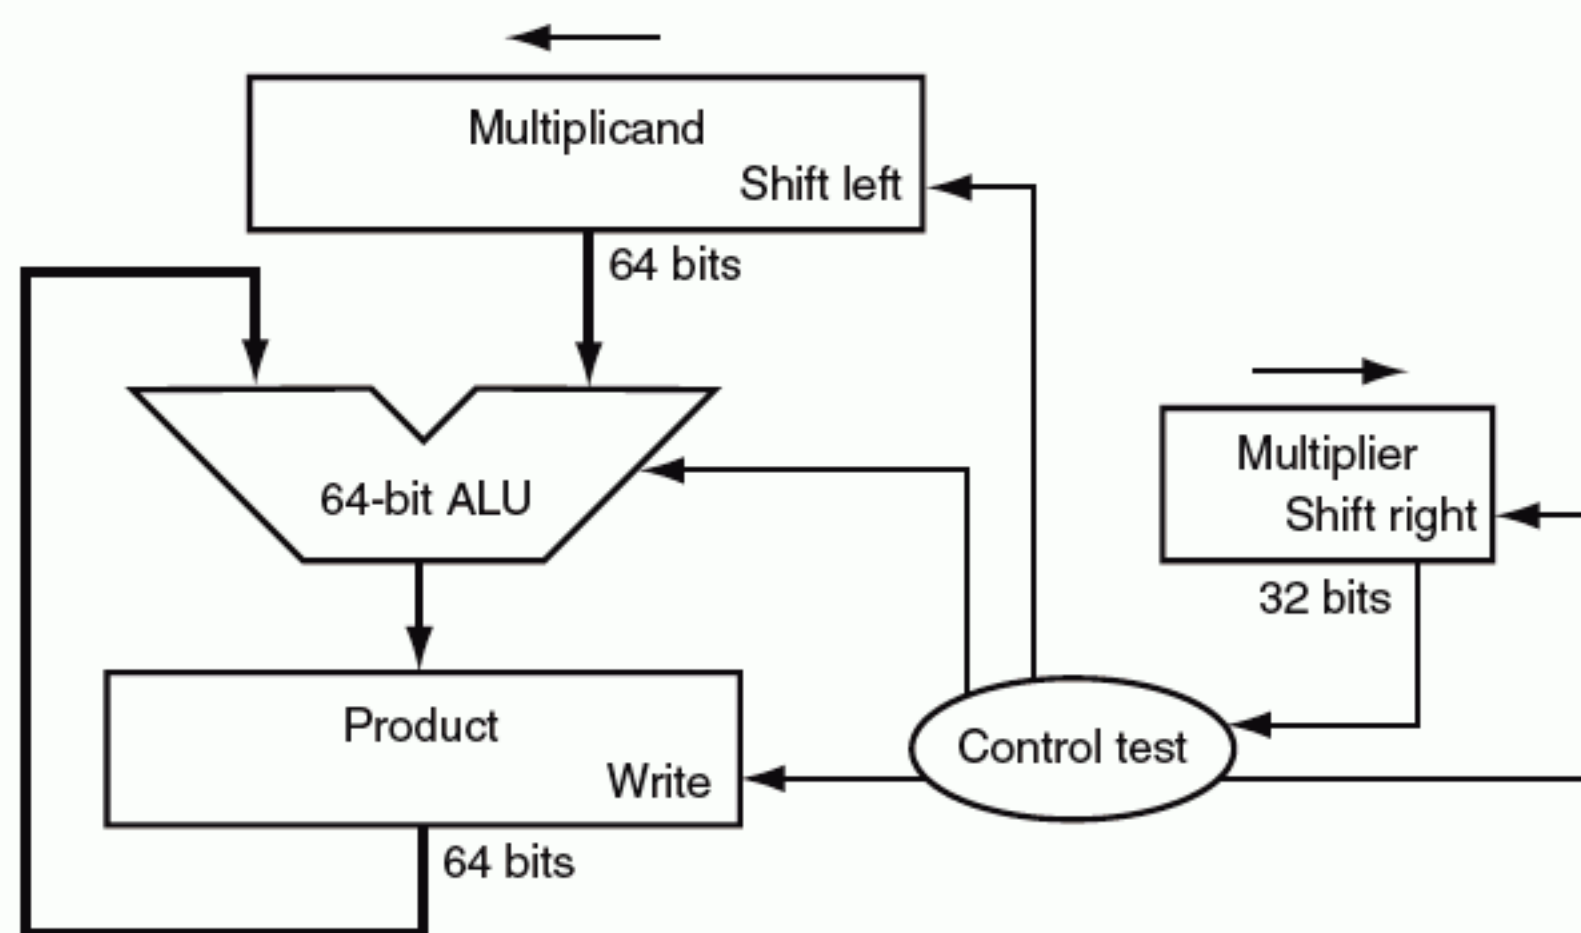 Multiplicand
Shift left
64 bits
64-bit ALU
Multiplier
Shift right
32 bits
Product
Write
Control test
64 bits